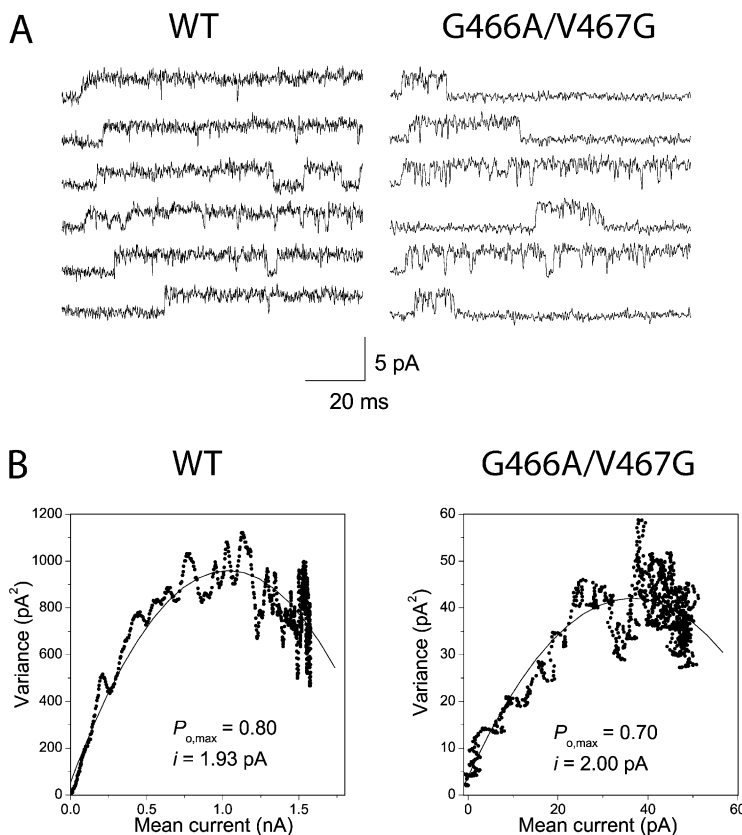 A
WT
G466A/V467G
5 pA
20 ms
B
WT
G466A/V467G
1200
1000
800
600
400
200
0
Variance (pA²)
0.0
0.5
1.0
1.5
Mean current (nA)
Po,max = 0.80
i = 1.93 pA
60
50
40
30
20
10
0
Variance (pA²)
0
20
40
60
Mean current (pA)
Po,max = 0.70
i = 2.00 pA